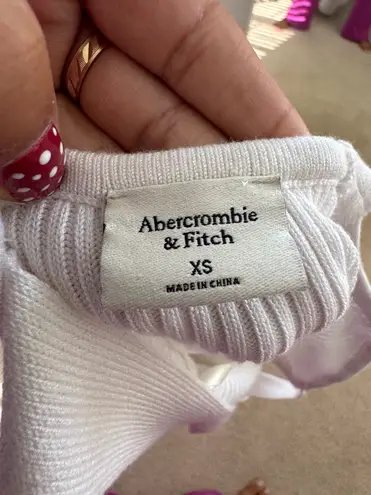 Abercrombie
& Fitch
XS
MADE IN CHINA